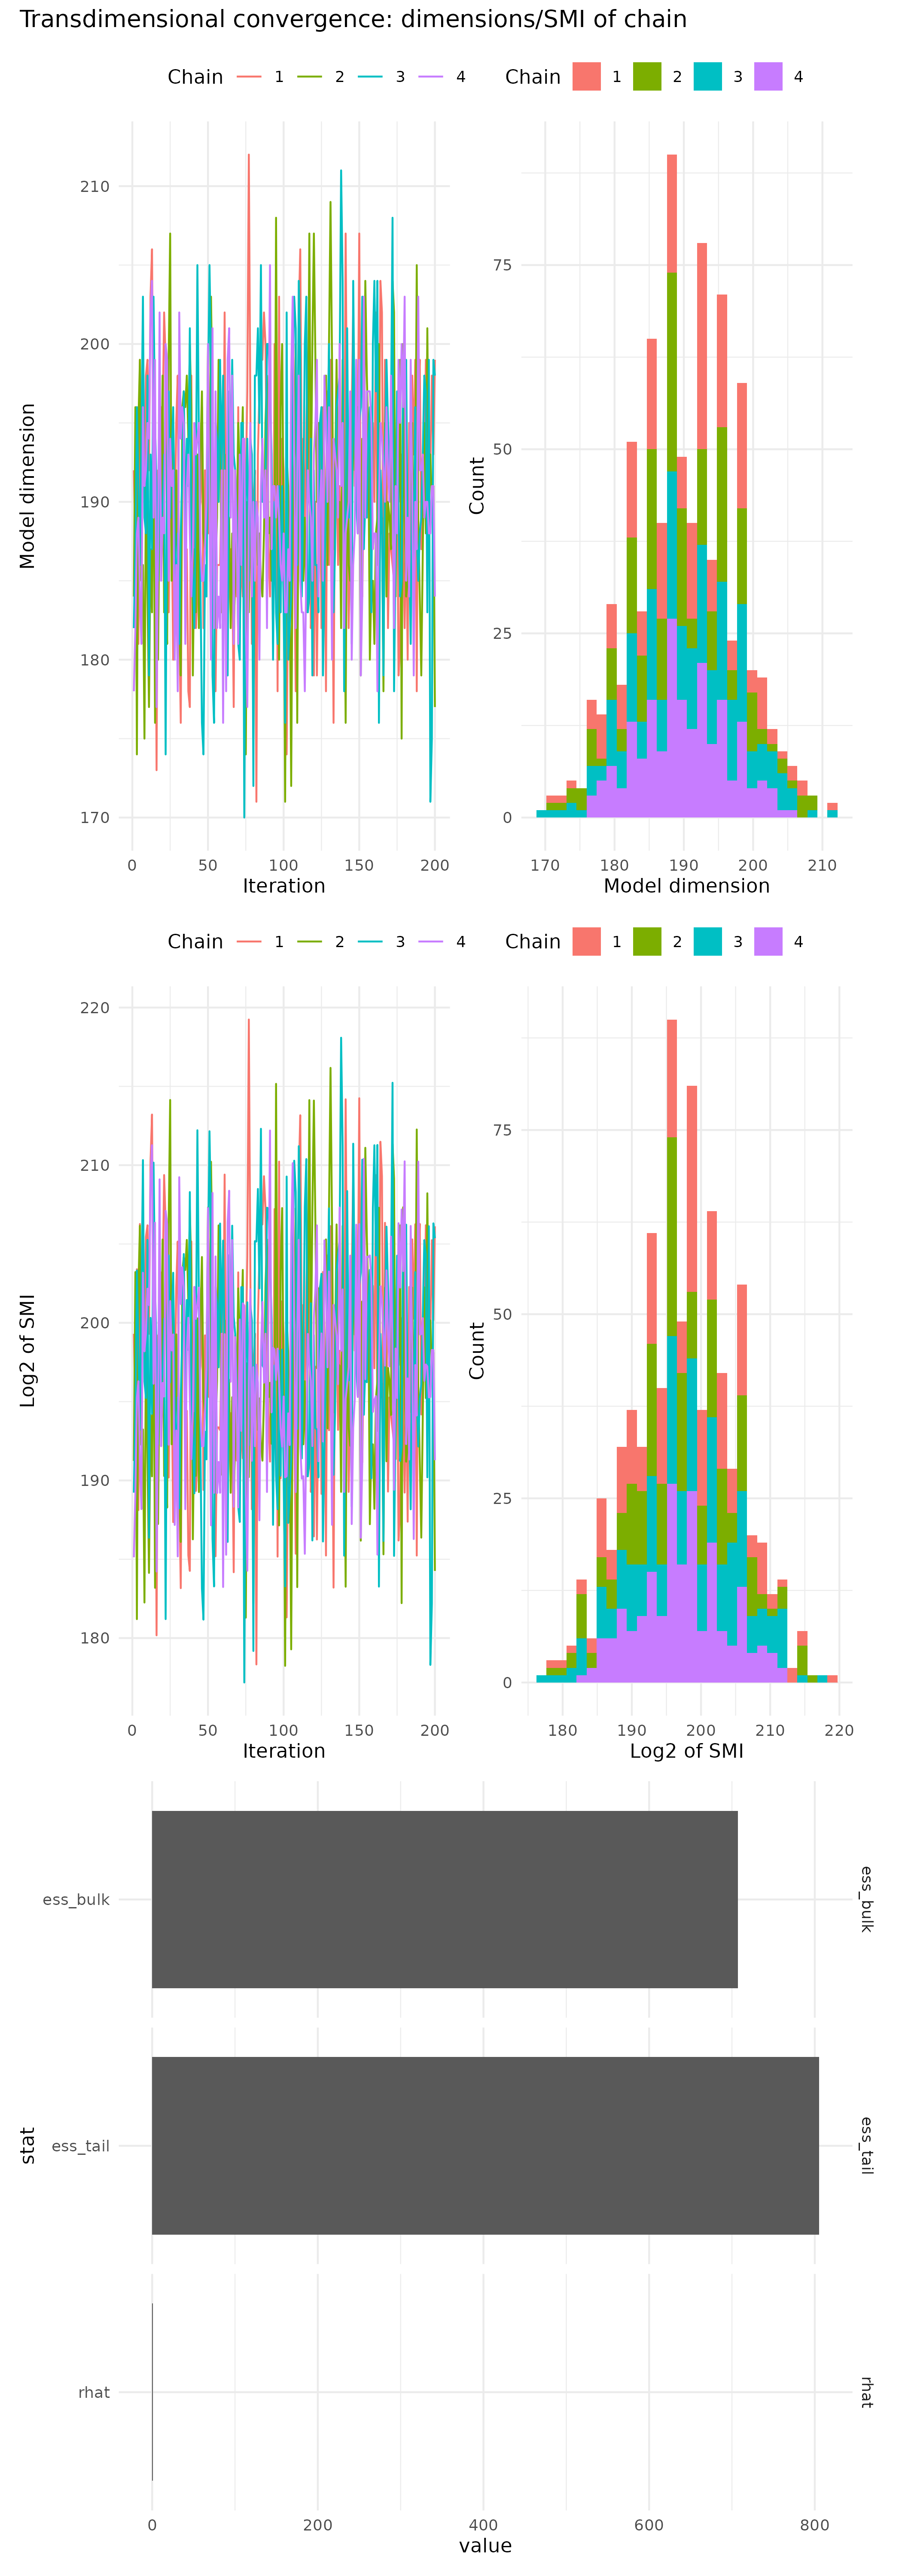 Transdimensional convergence: dimensions/SMI of chain
Chain 1 2 3 4
Chain 1 2 3 4
Model dimension
210
200
190
180
170
0 50 100 150 200
Iteration
Count
75
50
25
0
170 180 190 200 210
Model dimension
Chain 1 2 3 4
Chain 1 2 3 4
Log2 of SMI
220
210
200
190
180
0 50 100 150 200
Iteration
Count
75
50
25
0
180 190 200 210 220
Log2 of SMI
stat
ess_bulk
ess_bulk
ess_tail
ess_tail
rhat
rhat
0 200 400 600 800
value